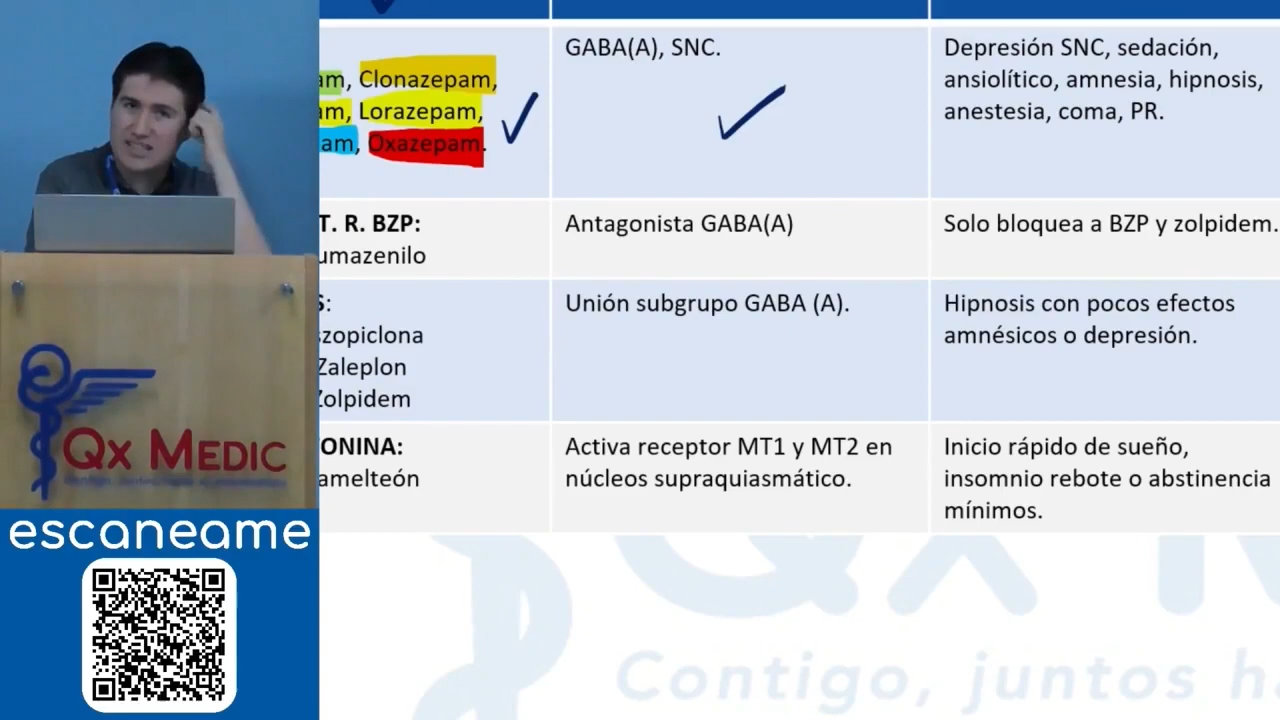 GABA(A), SNC.
Depresión SNC, sedación,
ansiolítico, amnesia, hipnosis,
anestesia, coma, PR.
am, Clonazepam,
am, Lorazepam,
am, Oxazepam.
T. R. BZP:
umazenilo
Antagonista GABA(A)
Solo bloquea a BZP y zolpidem.
S:
szopiclona
Zaleplon
Zolpidem
Unión subgrupo GABA (A).
Hipnosis con pocos efectos
amnésicos o depresión.
ONINA:
amelteón
Activa receptor MT1 y MT2 en
núcleos supraquiasmático.
Inicio rápido de sueño,
insomnio rebote o abstinencia
mínimos.
Qx MEDIC
escaneame
Qx M
Contigo, juntos h